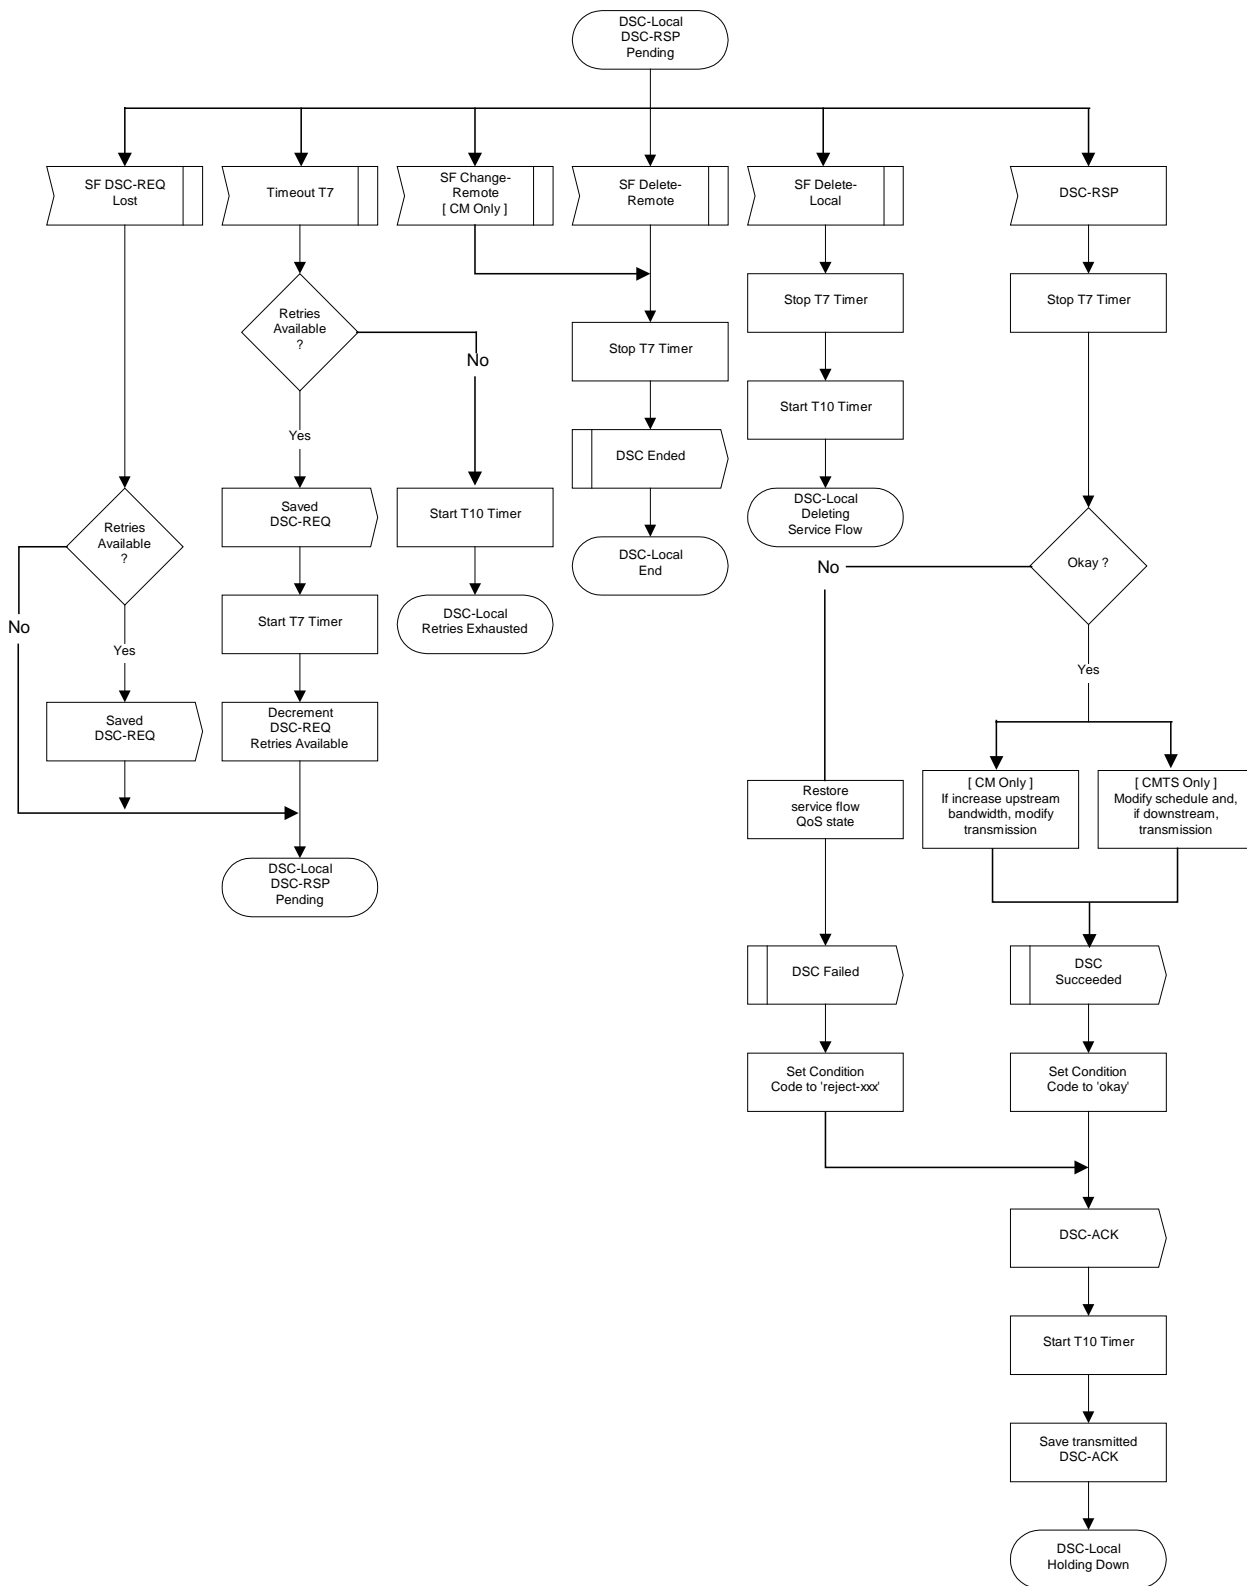 DSC-Local
DSC-RSP
Pending
SF DSC-REQ
Lost
Timeout T7
SF Change-
Remote
[ CM Only ]
SF Delete-
Remote
SF Delete-
Local
DSC-RSP
Stop T7 Timer
Stop T7 Timer
Retries
Available
?
No
Stop T7 Timer
Start T10 Timer
Yes
DSC Ended
Saved
DSC-REQ
Start T10 Timer
DSC-Local
Deleting
Service Flow
Retries
Available
?
DSC-Local
End
Okay ?
No
No
Start T7 Timer
DSC-Local
Retries Exhausted
Yes
Yes
Saved
DSC-REQ
Decrement
DSC-REQ
Retries Available
Restore
service flow
QoS state
[ CM Only ]
If increase upstream
bandwidth, modify
transmission
[ CMTS Only ]
Modify schedule and,
if downstream,
transmission
DSC-Local
DSC-RSP
Pending
DSC Failed
DSC
Succeeded
Set Condition
Code to 'reject-xxx'
Set Condition
Code to 'okay'
DSC-ACK
Start T10 Timer
Save transmitted
DSC-ACK
DSC-Local
Holding Down